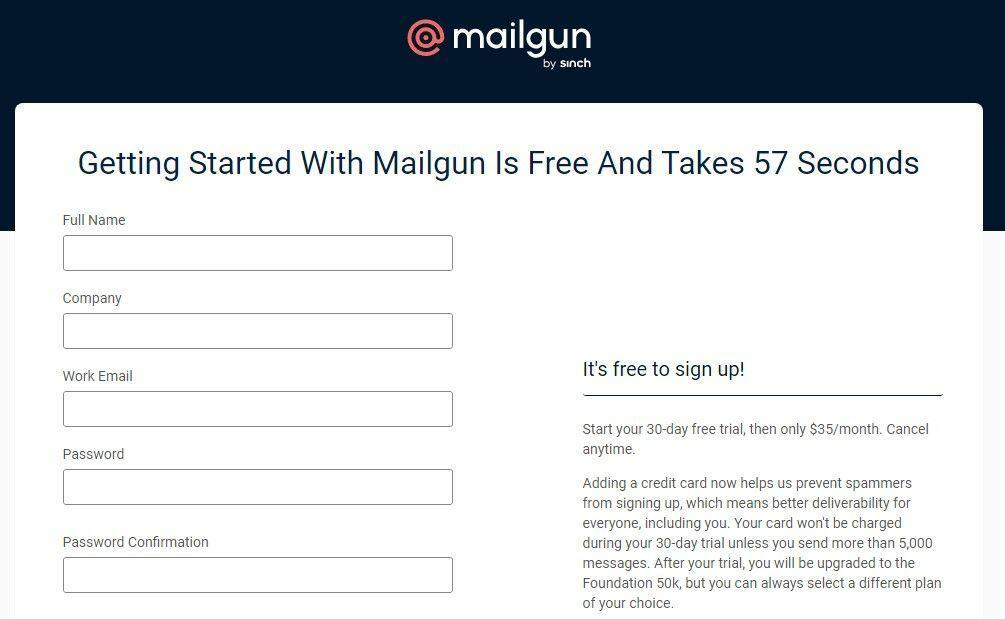 mailgun
by sinch
Getting Started With Mailgun Is Free And Takes 57 Seconds
Full Name
Company
Work Email
Password
Password Confirmation
It's free to sign up!
Start your 30-day free trial, then only $35/month. Cancel
anytime.
Adding a credit card now helps us prevent spammers
from signing up, which means better deliverability for
everyone, including you. Your card won't be charged
during your 30-day trial unless you send more than 5,000
messages. After your trial, you will be upgraded to the
Foundation 50k, but you can always select a different plan
of your choice.